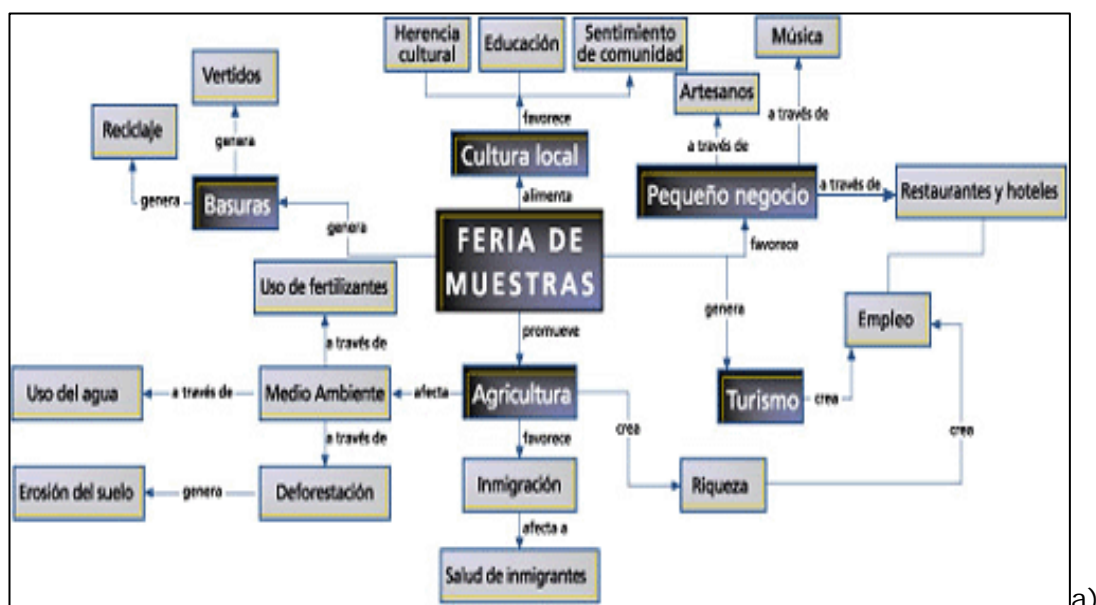 Herencia
cultural
Educación
Sentimiento
de comunidad
Música
Vertidos
Artesanos
Reciclaje
favorece
a través de
genera
Cultura local
a través de
Pequeño negocio
a través de
Restaurantes y hoteles
genera
Basuras
alimenta
genera
FERIA DE
MUESTRAS
favorece
Uso de fertilizantes
genera
Empleo
promueve
a través de
Uso del agua
a través de
Medio Ambiente
afecta
Agricultura
Turismo
crea
crea
crea
a través de
favorece
Erosión del suelo
genera
Deforestación
Inmigración
Riqueza
afecta a
Salud de inmigrantes
a)